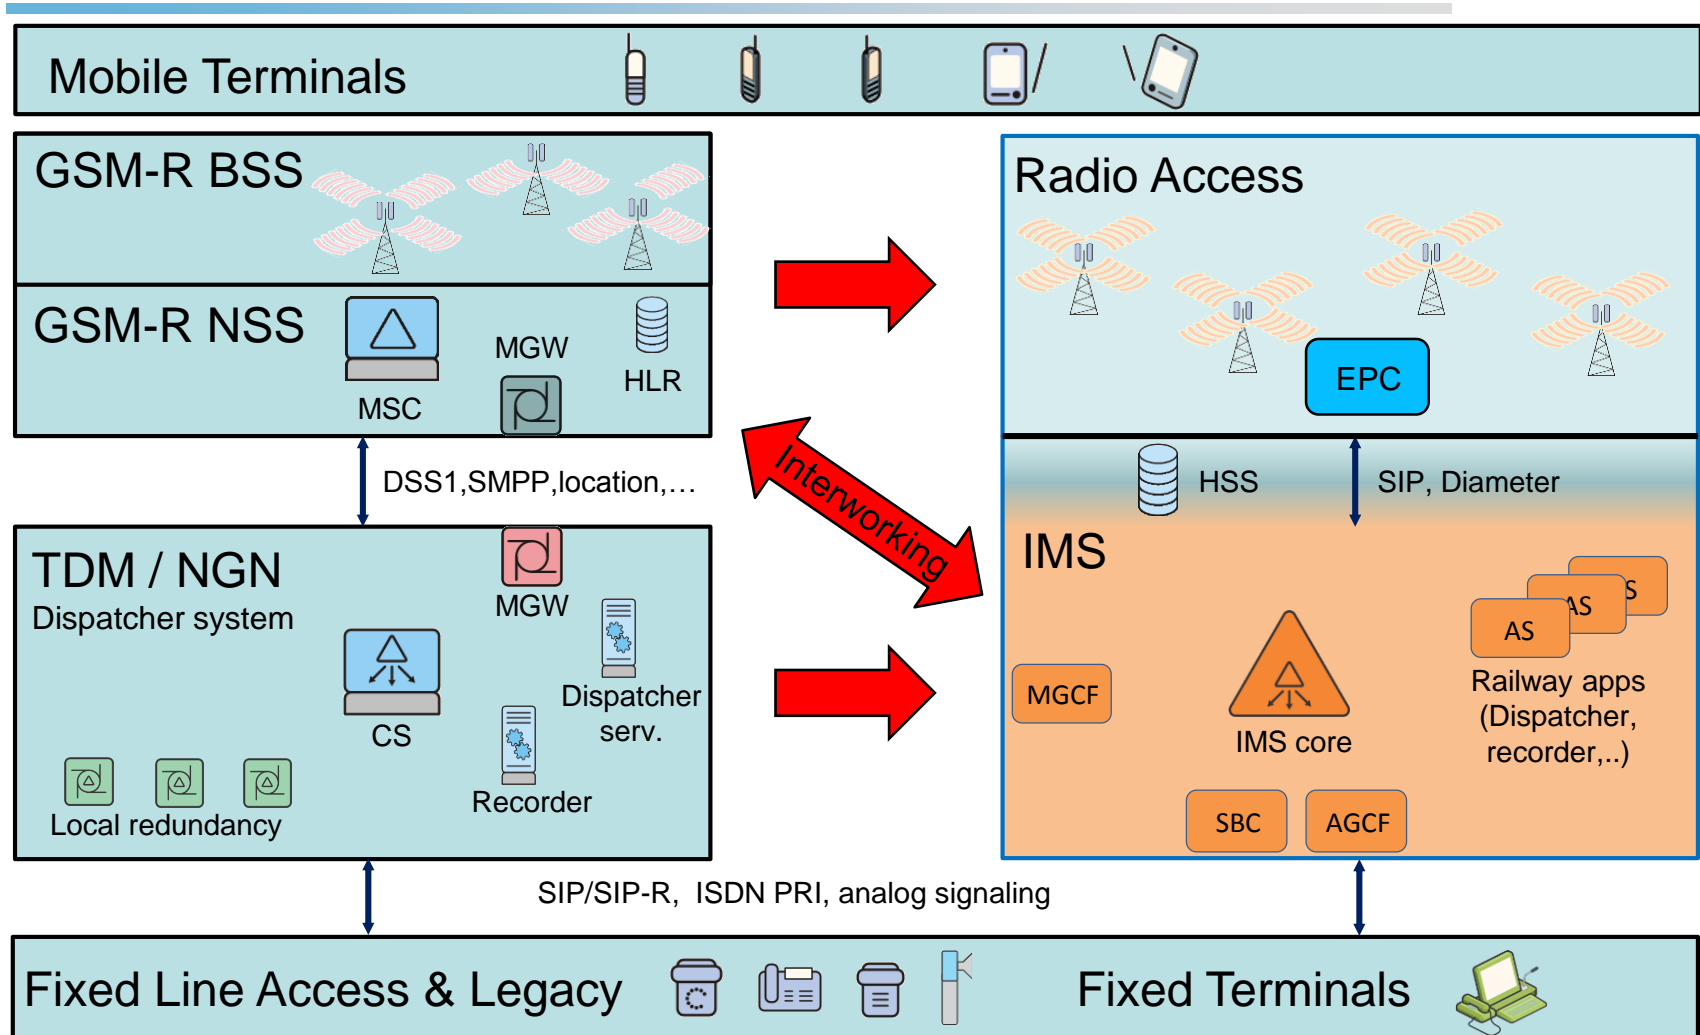 Mobile Terminals
GSM-R BSS
GSM-R NSS
MSC
MGW
HLR
DSS1,SMPP,location,…
TDM / NGN
Dispatcher system
MGW
CS
Dispatcher
serv.
Recorder
Local redundancy
Interworking
Radio Access
EPC
HSS
SIP, Diameter
IMS
MGCF
IMS core
AS
AS
S
Railway apps
(Dispatcher,
recorder,..)
SBC
AGCF
SIP/SIP-R, ISDN PRI, analog signaling
Fixed Line Access & Legacy
Fixed Terminals